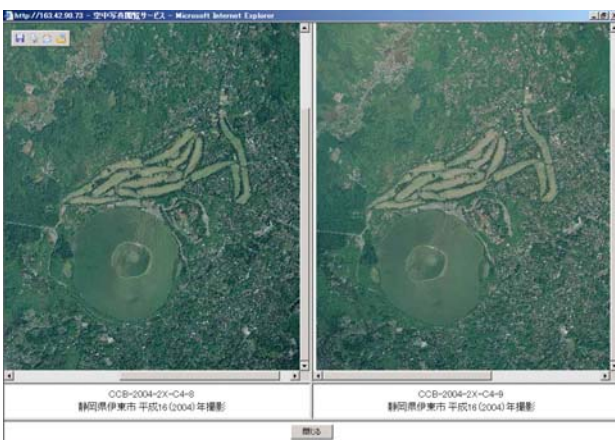 http://163.42.90.73 - 空中写真閲覧サービス - Microsoft Internet Explorer
CCB-2004-2X-C4-8
静岡県伊東市 平成16(2004)年撮影
CCB-2004-2X-C4-9
静岡県伊東市 平成16(2004)年撮影
閉じる